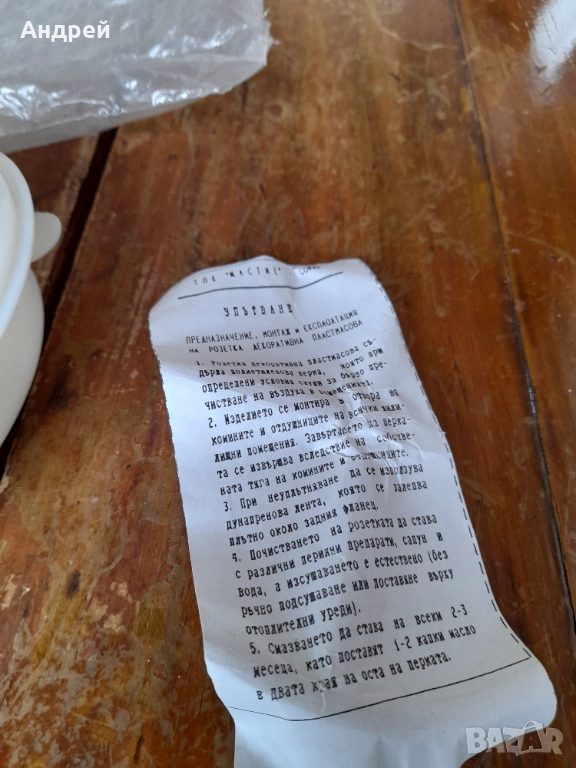 Андрей
ТПК "МАСТИС"
УПЪТВАНЕ
ПРЕДНАЗНАЧЕНИЕ, МОНТАЖ И ЕКСПЛОАТАЦИЯ
НА РОЗЕТКА ДЕКОРАТИВНА ПЛАСТМАСОВА
1. Розетка декоративна пластмасова съ-
държа полиетиленова перка, която при
определени условия служи за бързо пре-
чистване на въздуха в помещенията.
2. Изделието се монтира в отвора на
комините и отдушниците на всички жили-
лищни помещения. Завъртането на перка-
та се извършва вследствие на собстве-
ната тяга на комините и отдушниците.
3. При неуплътняване да се използува
дунапренова лента, която се залепва
плътно около задния фланец.
4. Почистването на розетката да става
с различни перилни препарати, сапун и
вода, а изсушаването е естествено (без
ръчно подсушаване или поставяне върху
отоплителни уреди).
5. Смазването да става на всеки 2-3
месеца, като поставят 1-2 капки масло
в двата края на оста на перката.
BAZAR